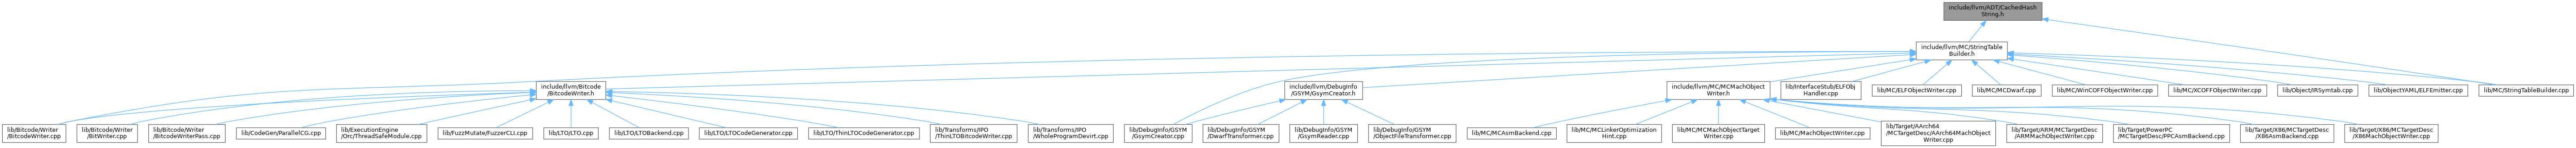 include/llvm/ADT/CachedHash
String.h
include/llvm/MC/StringTable
Builder.h
include/llvm/Bitcode
/BitcodeWriter.h
include/llvm/DebugInfo
/GSYM/GsymCreator.h
include/llvm/MC/MCMachObject
Writer.h
lib/InterfaceStub/ELFObj
Handler.cpp
lib/MC/ELFObjectWriter.cpp
lib/MC/MCDwarf.cpp
lib/MC/WinCOFFObjectWriter.cpp
lib/MC/XCOFFObjectWriter.cpp
lib/Object/IRSymtab.cpp
lib/ObjectYAML/ELFEmitter.cpp
lib/MC/StringTableBuilder.cpp
lib/Bitcode/Writer
/BitcodeWriter.cpp
lib/Bitcode/Writer
/BitWriter.cpp
lib/Bitcode/Writer
/BitcodeWriterPass.cpp
lib/CodeGen/ParallelCG.cpp
lib/ExecutionEngine
/Orc/ThreadSafeModule.cpp
lib/FuzzMutate/FuzzerCLI.cpp
lib/LTO/LTO.cpp
lib/LTO/LTOBackend.cpp
lib/LTO/LTOCodeGenerator.cpp
lib/LTO/ThinLTOCodeGenerator.cpp
lib/Transforms/IPO
/ThinLTOBitcodeWriter.cpp
lib/Transforms/IPO
/WholeProgramDevirt.cpp
lib/DebugInfo/GSYM
/GsymCreator.cpp
lib/DebugInfo/GSYM
/DwarfTransformer.cpp
lib/DebugInfo/GSYM
/GsymReader.cpp
lib/DebugInfo/GSYM
/ObjectFileTransformer.cpp
lib/MC/MCAsmBackend.cpp
lib/MC/MCLinkerOptimization
Hint.cpp
lib/MC/MCMachObjectTarget
Writer.cpp
lib/MC/MachObjectWriter.cpp
lib/Target/AArch64
/MCTargetDesc/AArch64MachObject
Writer.cpp
lib/Target/ARM/MCTargetDesc
/ARMMachObjectWriter.cpp
lib/Target/PowerPC
/MCTargetDesc/PPCAsmBackend.cpp
lib/Target/X86/MCTargetDesc
/X86AsmBackend.cpp
lib/Target/X86/MCTargetDesc
/X86MachObjectWriter.cpp